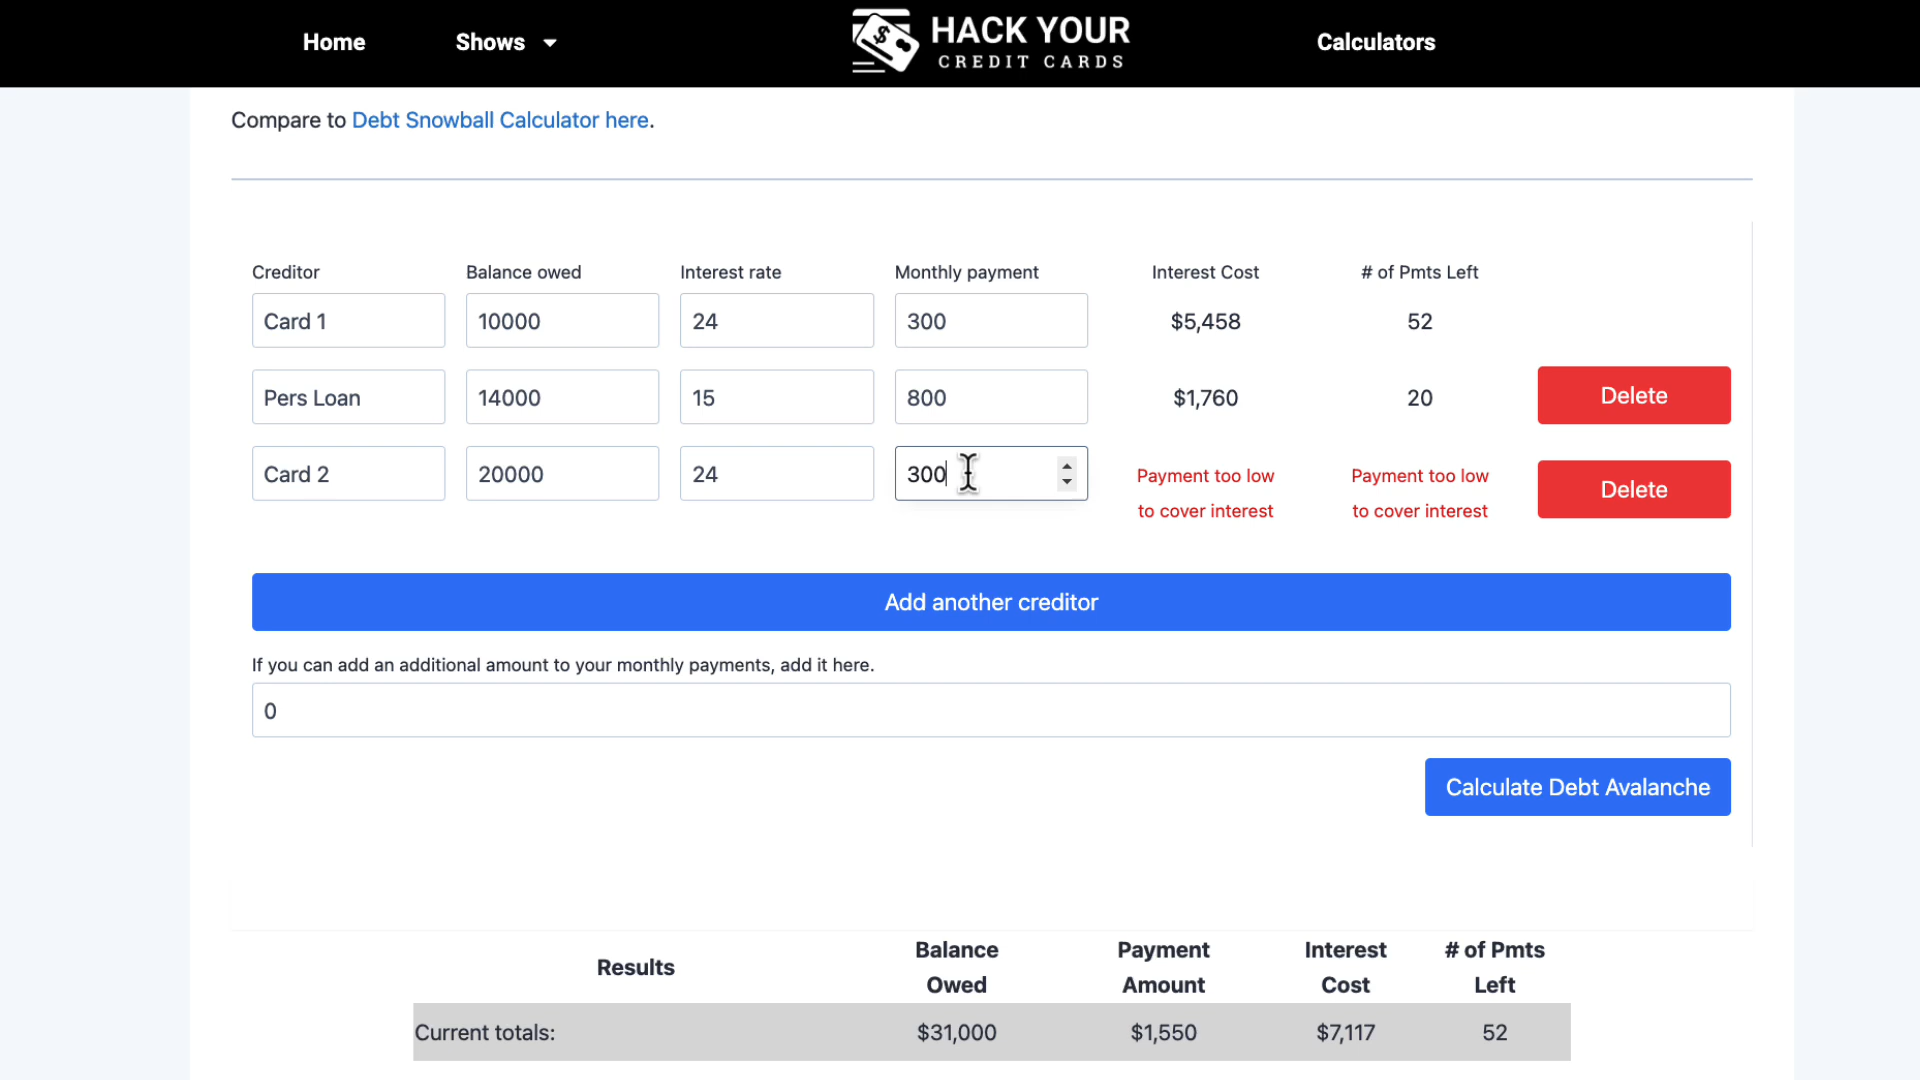 Home
Shows
HACK YOUR
CREDIT CARDS
Calculators
Compare to Debt Snowball Calculator here.
Creditor Balance owed Interest rate Monthly payment Interest Cost # of Pmts Left
Card 1 10000 24 300 $5,458 52
Pers Loan 14000 15 800 $1,760 20 Delete
Card 2 20000 24 300 Payment too low to cover interest Payment too low to cover interest Delete
Add another creditor
If you can add an additional amount to your monthly payments, add it here.
0
Calculate Debt Avalanche
Results Balance Owed Payment Amount Interest Cost # of Pmts Left
Current totals: $31,000 $1,550 $7,117 52